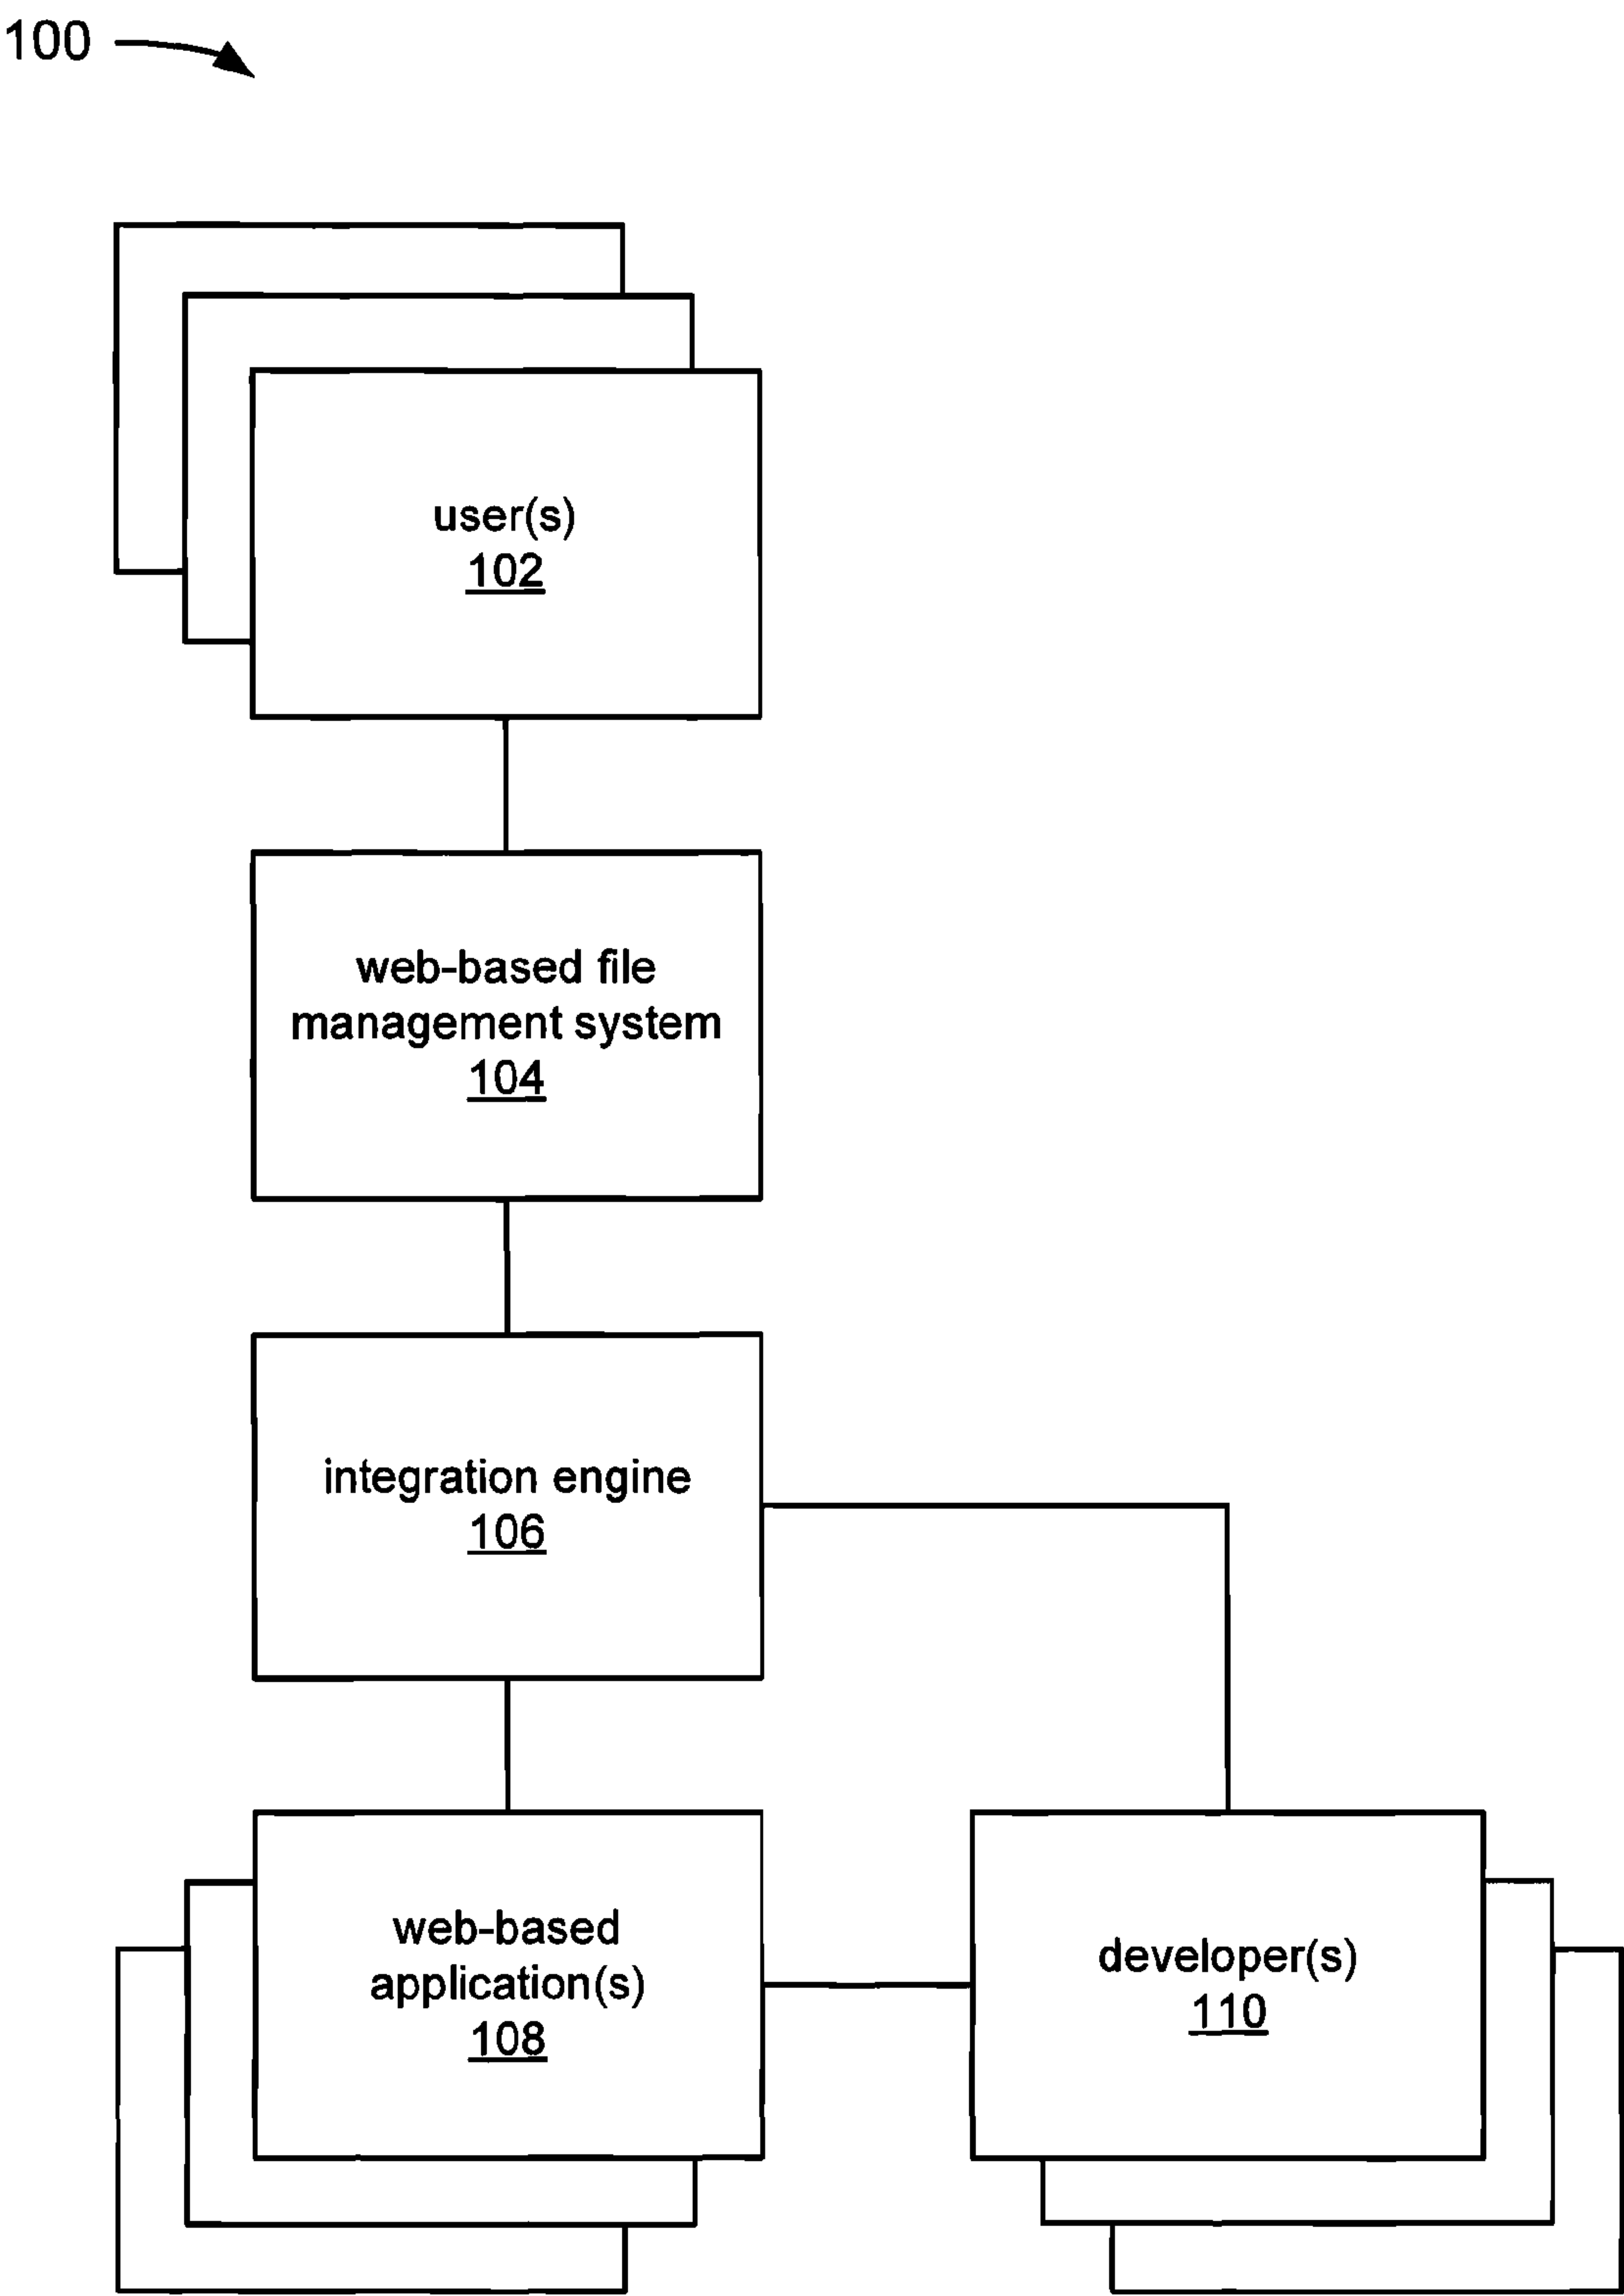 100
user(s)
102
web-based file
management system
104
integration engine
106
web-based
application(s)
108
developer(s)
110